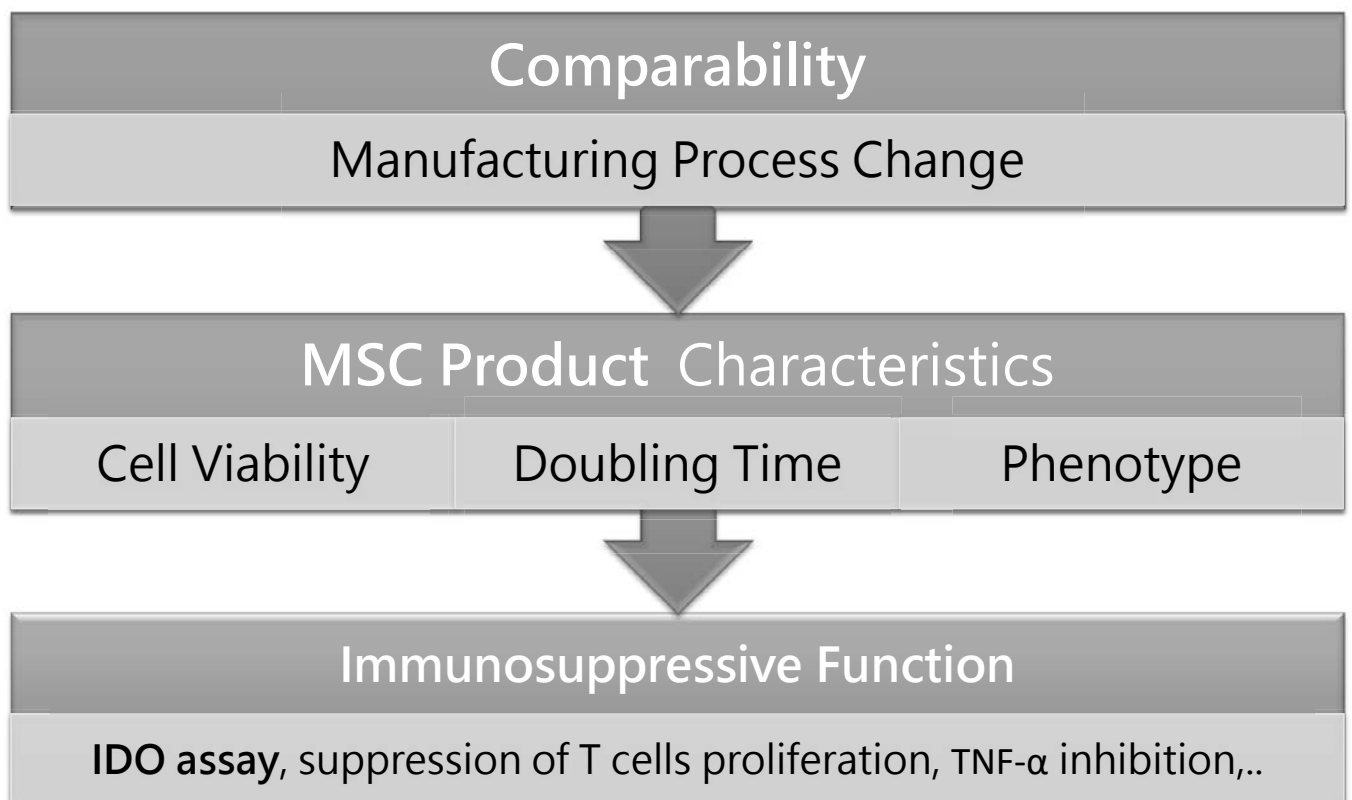 Comparability
Manufacturing Process Change
MSC Product Characteristics
Cell Viability
Doubling Time
Phenotype
Immunosuppressive Function
IDO assay, suppression of T cells proliferation, TNF-α inhibition,..